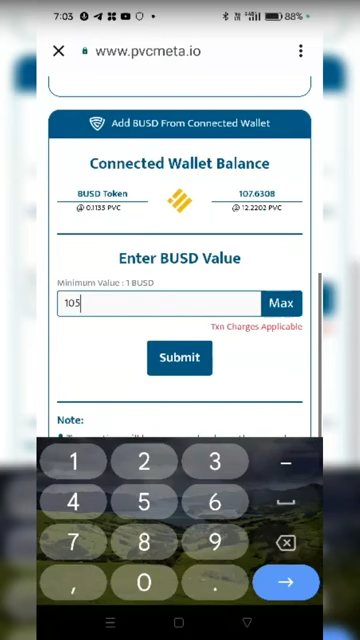 7:03
88%
www.pvcmeta.io
Add BUSD From Connected Wallet
Connected Wallet Balance
BUSD Token
107.6308
@ 0.1135 PVC
@ 12.2202 PVC
Enter BUSD Value
Minimum Value : 1 BUSD
105
Max
Txn Charges Applicable
Submit
Note:
1 2 3 –
4 5 6
7 8 9
, 0 .